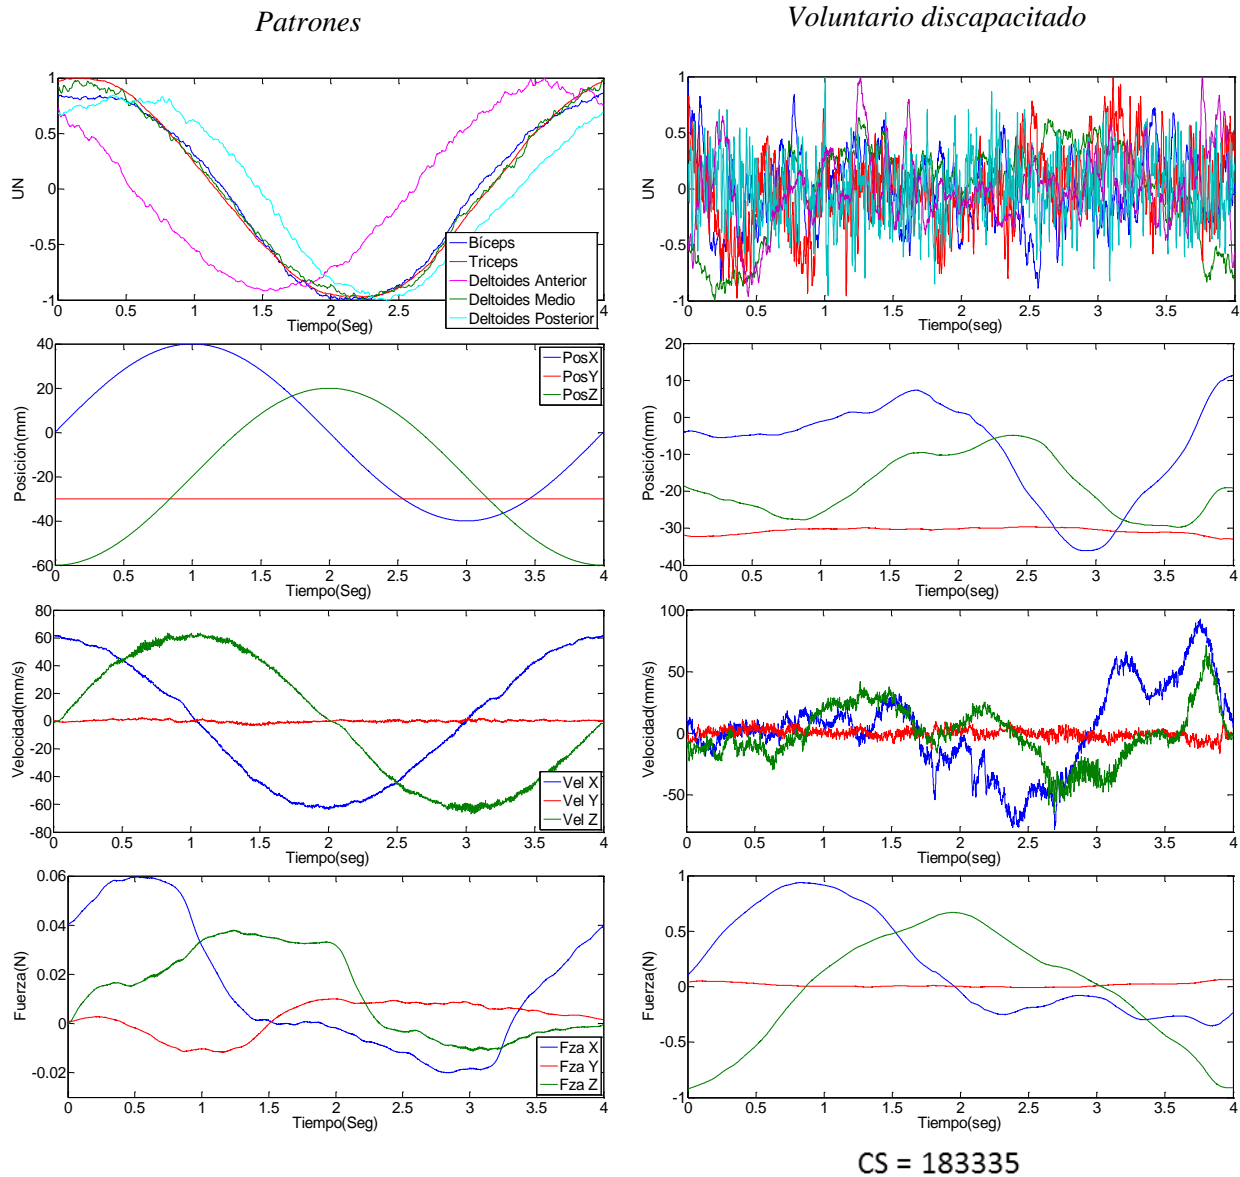 Patrones
Voluntario discapacitado
1
0.5
0
-0.5
-1
UN
0 0.5 1 1.5 2 2.5 3 3.5 4
Tiempo(Seg)
Bíceps
Triceps
Deltoides Anterior
Deltoides Medio
Deltoides Posterior
1
0.5
0
-0.5
-1
UN
0 0.5 1 1.5 2 2.5 3 3.5 4
Tiempo(Seg)
40
20
0
-20
-40
-60
Posición(mm)
0 0.5 1 1.5 2 2.5 3 3.5 4
Tiempo(Seg)
PosX
PosY
PosZ
20
10
0
-10
-20
-30
-40
Posición(mm)
0 0.5 1 1.5 2 2.5 3 3.5 4
Tiempo(seg)
80
60
40
20
0
-20
-40
-60
-80
Velocidad(mm/s)
0 0.5 1 1.5 2 2.5 3 3.5 4
Tiempo(seg)
Vel X
Vel Y
Vel Z
100
50
0
-50
Velocidad(mm/s)
0 0.5 1 1.5 2 2.5 3 3.5 4
Tiempo(seg)
0.06
0.04
0.02
0
-0.02
Fuerza(N)
0 0.5 1 1.5 2 2.5 3 3.5 4
Tiempo(Seg)
Fza X
Fza Y
Fza Z
1
0.5
0
-0.5
-1
Fuerza(N)
0 0.5 1 1.5 2 2.5 3 3.5 4
Tiempo(seg)
CS = 183335